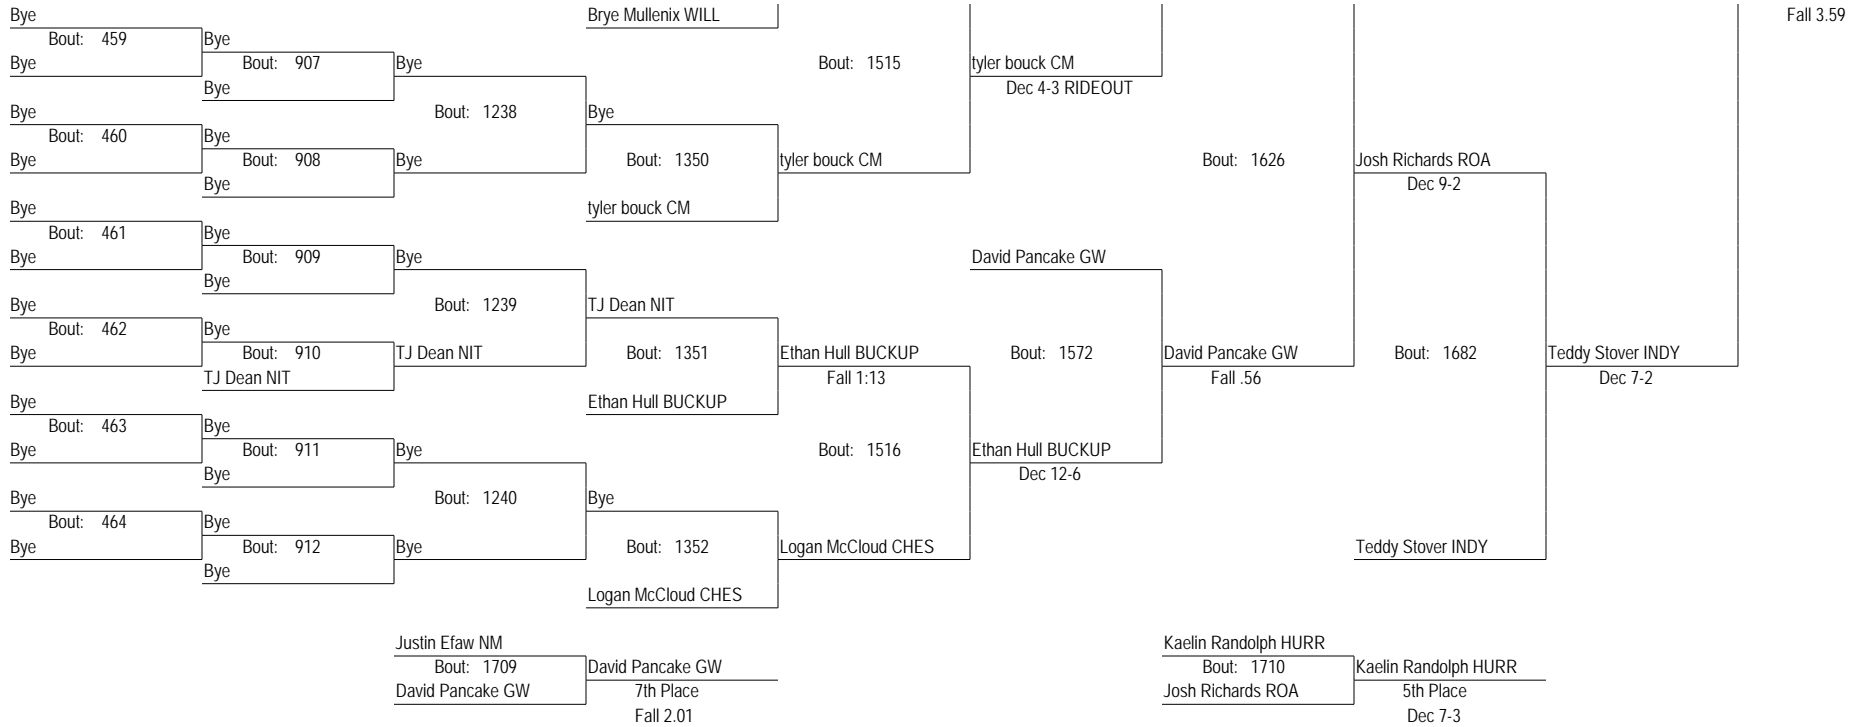 Bye Brye Mullenix WILL Fall 3.59
Bout: 459 Bye
Bye Bout: 907 Bye Bout: 1515 tyler bouck CM
Bye Dec 4-3 RIDEOUT
Bye Bout: 1238 Bye
Bout: 460 Bye
Bye Bout: 908 Bye Bout: 1350 tyler bouck CM Bout: 1626 Josh Richards ROA
Bye Dec 9-2
Bye tyler bouck CM
Bout: 461 Bye
Bye Bout: 909 Bye David Pancake GW
Bye
Bye Bout: 1239 TJ Dean NIT
Bout: 462 Bye
Bye Bout: 910 TJ Dean NIT Bout: 1351 Ethan Hull BUCKUP Bout: 1572 David Pancake GW Bout: 1682 Teddy Stover INDY
TJ Dean NIT Fall 1:13 Fall .56 Dec 7-2
Bye Ethan Hull BUCKUP
Bout: 463 Bye
Bye Bout: 911 Bye Bout: 1516 Ethan Hull BUCKUP
Bye Dec 12-6
Bye Bout: 1240 Bye
Bout: 464 Bye
Bye Bout: 912 Bye Bout: 1352 Logan McCloud CHES Teddy Stover INDY
Bye
Logan McCloud CHES
Justin Efaw NM Kaelin Randolph HURR
Bout: 1709 David Pancake GW Bout: 1710 Kaelin Randolph HURR
David Pancake GW 7th Place Josh Richards ROA 5th Place
Fall 2.01 Dec 7-3